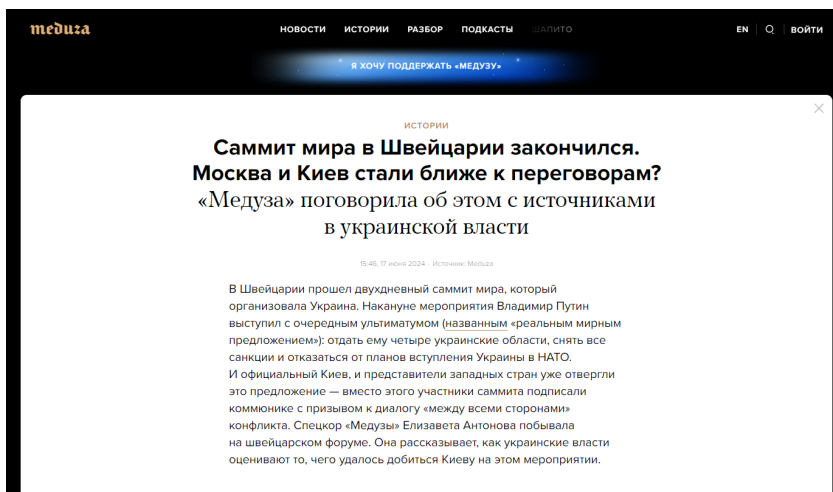 meduza
НОВОСТИ ИСТОРИИ РАЗБОР ПОДКАСТЫ ШАПИТО
EN ВОЙТИ
Я ХОЧУ ПОДДЕРЖАТЬ «МЕДУЗУ»
ИСТОРИИ
Саммит мира в Швейцарии закончился.
Москва и Киев стали ближе к переговорам?
«Медуза» поговорила об этом с источниками
в украинской власти
15:46, 17 июня 2024 · Источник: Meduza
В Швейцарии прошел двухдневный саммит мира, который
организовала Украина. Накануне мероприятия Владимир Путин
выступил с очередным ультиматумом (названным «реальным мирным
предложением»): отдать ему четыре украинские области, снять все
санкции и отказаться от планов вступления Украины в НАТО.
И официальный Киев, и представители западных стран уже отвергли
это предложение — вместо этого участники саммита подписали
коммюнике с призывом к диалогу «между всеми сторонами»
конфликта. Спецкор «Медузы» Елизавета Антонова побывала
на швейцарском форуме. Она рассказывает, как украинские власти
оценивают то, чего удалось добиться Киеву на этом мероприятии.